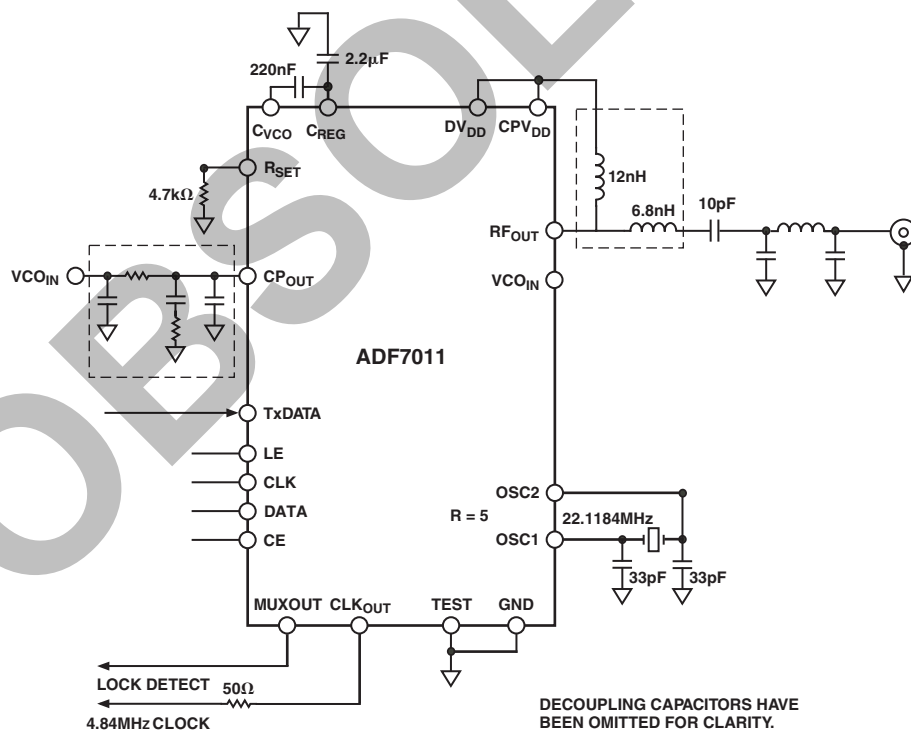 OBSOLE
2.2µF
220nF
CVCO
CREG
DVDD
CPVDD
RSET
4.7kΩ
12nH
6.8nH
10pF
RFOUT
VCOIN
CPOUT
VCOIN
ADF7011
TxDATA
LE
CLK
DATA
CE
OSC2
R = 5
22.1184MHz
OSC1
33pF
33pF
MUXOUT
CLKOUT
TEST
GND
LOCK DETECT
50Ω
4.84MHz CLOCK
DECOUPLING CAPACITORS HAVE
BEEN OMITTED FOR CLARITY.